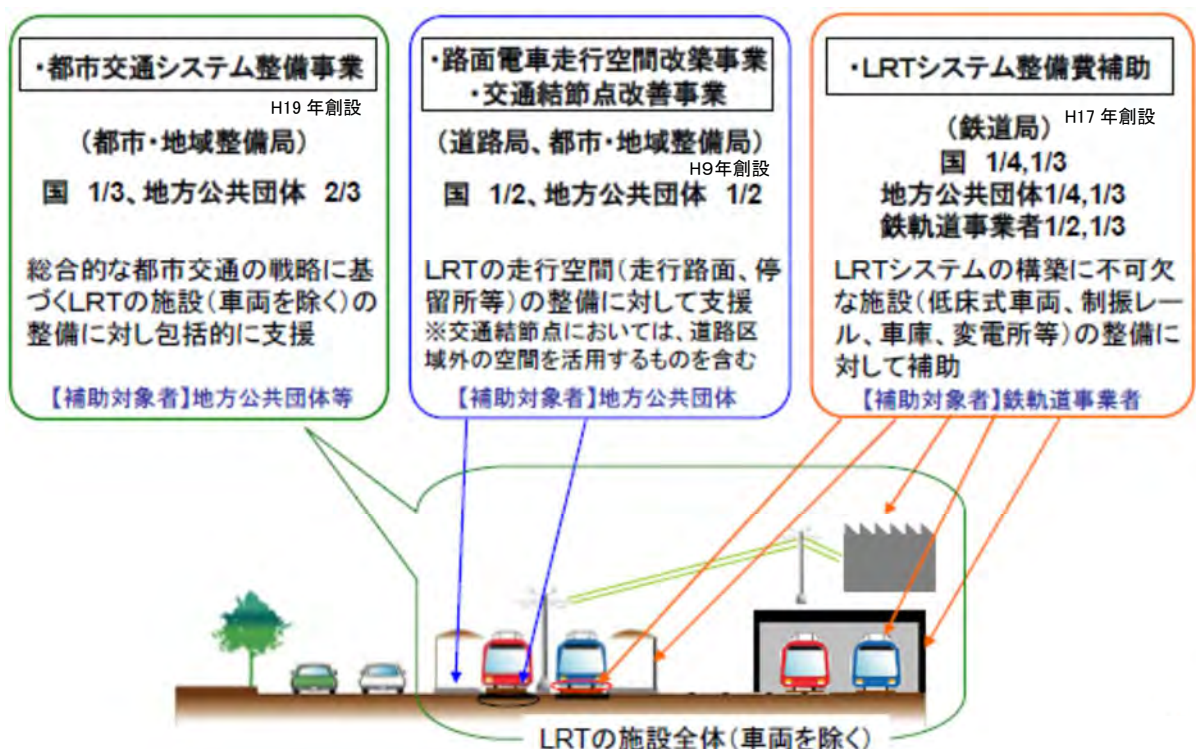 ・都市交通システム整備事業
H19 年創設
（都市・地域整備局）
国 1/3、地方公共団体 2/3
総合的な都市交通の戦略に基
づくLRTの施設（車両を除く）の
整備に対し包括的に支援
【補助対象者】地方公共団体等
・路面電車走行空間改築事業
・交通結節点改善事業
（道路局、都市・地域整備局）
H9年創設
国 1/2、地方公共団体 1/2
LRTの走行空間（走行路面、停
留所等）の整備に対して支援
※交通結節点においては、道路区
域外の空間を活用するものを含む
【補助対象者】地方公共団体
・LRTシステム整備費補助
H17 年創設
（鉄道局）
国 1/4,1/3
地方公共団体1/4,1/3
鉄軌道事業者1/2,1/3
LRTシステムの構築に不可欠
な施設（低床式車両、制振レー
ル、車庫、変電所等）の整備に
対して補助
【補助対象者】鉄軌道事業者
LRTの施設全体（車両を除く）